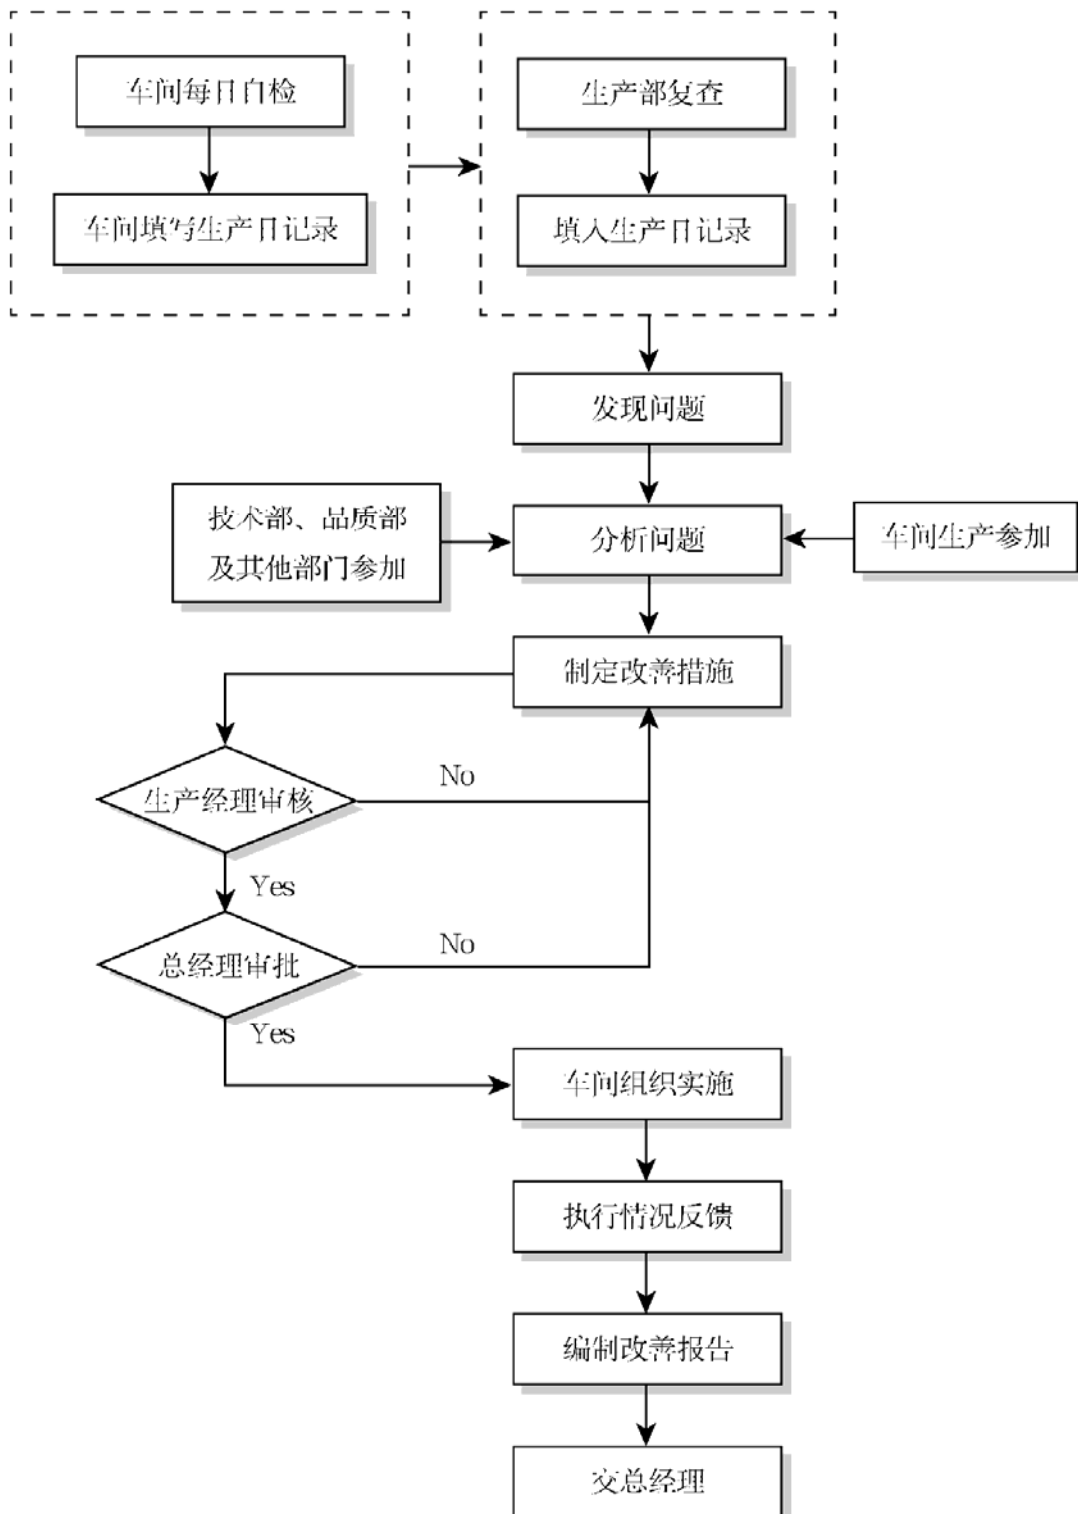 车间每日自检
生产部复查
车间填写生产日记录
填入生产日记录
发现问题
技术部、品质部
及其他部门参加
分析问题
车间生产参加
制定改善措施
No
生产经理审核
Yes
No
总经理审批
Yes
车间组织实施
执行情况反馈
编制改善报告
交总经理